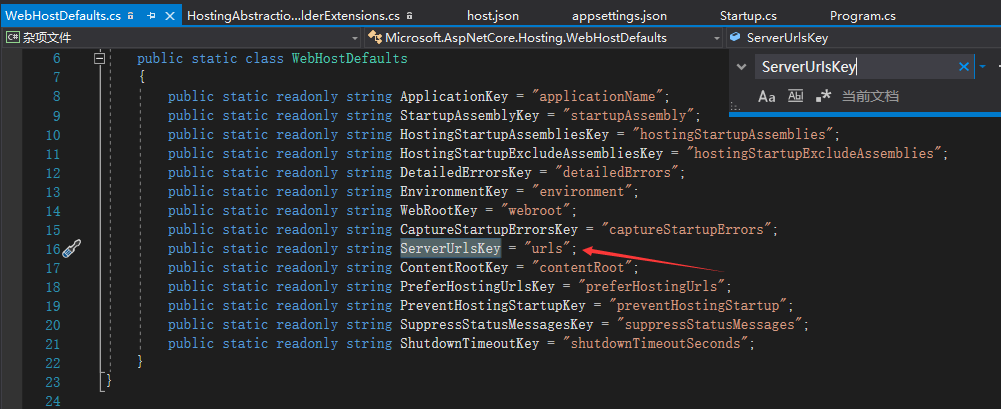 WebHostDefaults.cs HostingAbstractio...lderExtensions.cs host.json appsettings.json Startup.cs Program.cs
C# 杂项文件 Microsoft.AspNetCore.Hosting.WebHostDefaults ServerUrlsKey
ServerUrlsKey
Aa Ab .* 当前文档
6 public static class WebHostDefaults
7 {
8 public static readonly string ApplicationKey = "applicationName";
9 public static readonly string StartupAssemblyKey = "startupAssembly";
10 public static readonly string HostingStartupAssembliesKey = "hostingStartupAssemblies";
11 public static readonly string HostingStartupExcludeAssembliesKey = "hostingStartupExcludeAssemblies";
12 public static readonly string DetailedErrorsKey = "detailedErrors";
13 public static readonly string EnvironmentKey = "environment";
14 public static readonly string WebRootKey = "webroot";
15 public static readonly string CaptureStartupErrorsKey = "captureStartupErrors";
16 public static readonly string ServerUrlsKey = "urls";
17 public static readonly string ContentRootKey = "contentRoot";
18 public static readonly string PreferHostingUrlsKey = "preferHostingUrls";
19 public static readonly string PreventHostingStartupKey = "preventHostingStartup";
20 public static readonly string SuppressStatusMessagesKey = "suppressStatusMessages";
21 public static readonly string ShutdownTimeoutKey = "shutdownTimeoutSeconds";
22 }
23 }
24